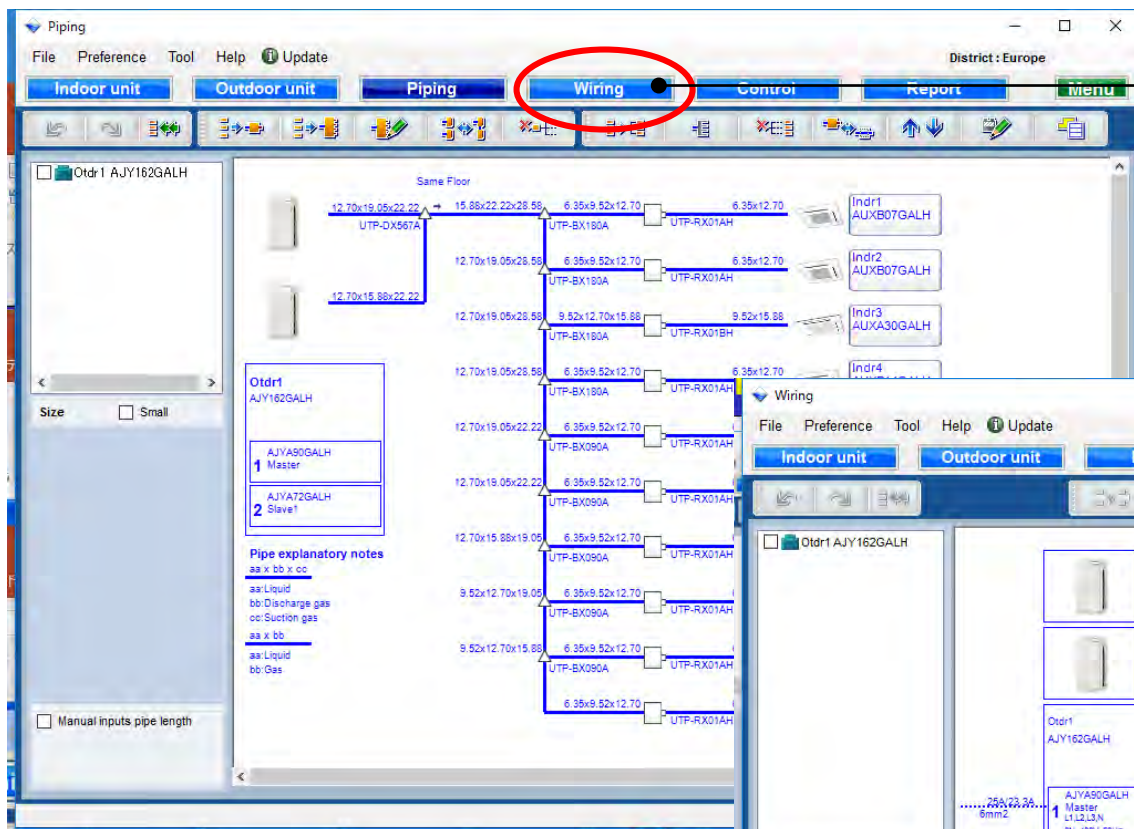 Piping
File Preference Tool Help Update
District : Europe
Indoor unit Outdoor unit Piping Wiring Control Report Menu
Otdr1 AJY162GALH
Size Small
Manual inputs pipe length
Same Floor
12.70x19.05x22.22 15.88x22.22x28.58 6.35x9.52x12.70 6.35x12.70
UTP-DX567A UTP-BX180A UTP-RX01AH
Indr1
AUXB07GALH
12.70x19.05x28.58 6.35x9.52x12.70 6.35x12.70
UTP-BX180A UTP-RX01AH
Indr2
AUXB07GALH
12.70x15.88x22.22
12.70x19.05x28.58 9.52x12.70x15.88 9.52x15.88
UTP-BX180A UTP-RX01BH
Indr3
AUXA30GALH
12.70x19.05x28.58 6.35x9.52x12.70 6.35x12.70
UTP-BX180A UTP-RX01AH
Indr4
12.70x19.05x22.22 6.35x9.52x12.70
UTP-BX090A UTP-RX01AH
12.70x19.05x22.22 6.35x9.52x12.70
UTP-BX090A UTP-RX01AH
12.70x15.88x19.05 6.35x9.52x12.70
UTP-BX090A UTP-RX01AH
9.52x12.70x19.05 6.35x9.52x12.70
UTP-BX090A UTP-RX01AH
9.52x12.70x15.88 6.35x9.52x12.70
UTP-BX090A UTP-RX01AH
6.35x9.52x12.70
UTP-RX01AH
Otdr1
AJY162GALH
AJYA90GALH
1 Master
AJYA72GALH
2 Slave1
Pipe explanatory notes
aa x bb x cc
aa:Liquid
bb:Discharge gas
cc:Suction gas
aa x bb
aa:Liquid
bb:Gas
Wiring
File Preference Tool Help Update
Indoor unit Outdoor unit
Otdr1 AJY162GALH
Otdr1
AJY162GALH
25A/23.3A
6mm2
AJYA90GALH
1 Master
L1,L2,L3,N